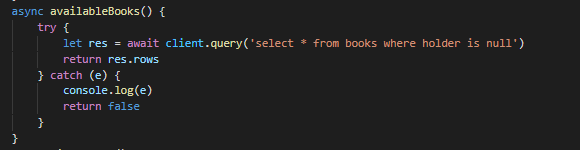 async availableBooks() {
try {
let res = await client.query('select * from books where holder is null')
return res.rows
} catch (e) {
console.log(e)
return false
}
}